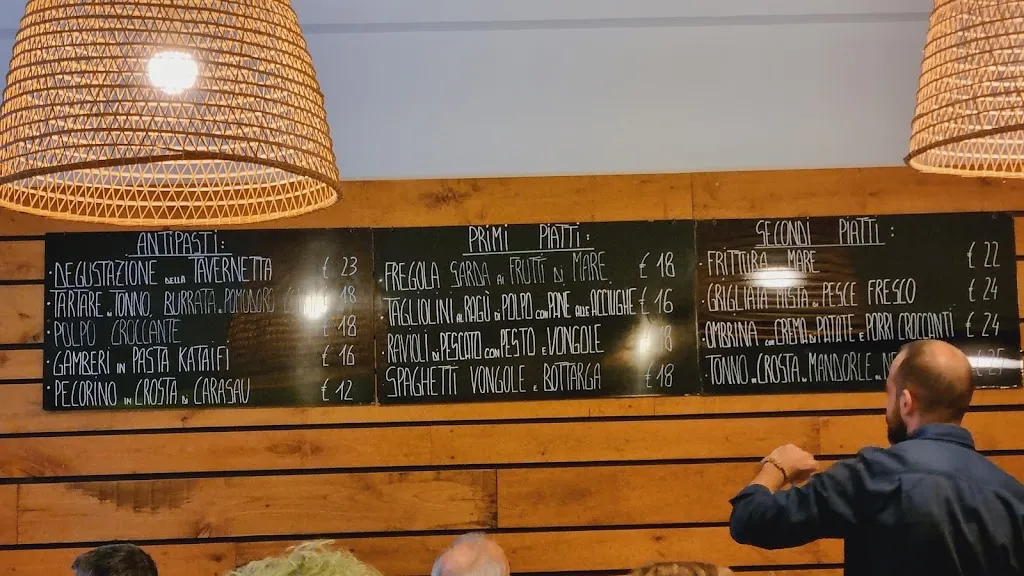 ANTIPASTI:
DEGUSTAZIONE DELLA TAVERNETTA £ 23
TARTARE DI TONNO, BURRATA, POMODORO 18
POLPO CROCCANTE £ 18
GAMBERI IN PASTA KATAIFI £ 16
PECORINO IN CROSTA DI CARASAU £ 12
PRIMI PIATTI:
FREGOLA SARDA AI FRUTTI DI MARE £ 18
TAGLIOLINI AL RAGÙ DI POLPO CON PANE ALLE ACCIUGHE £ 16
RAVIOLI DI PESCATO CON PESTO E VONGOLE 18
SPAGHETTI VONGOLE E BOTTARGA £ 18
SECONDI PIATTI:
FRITTURA MARE £ 22
GRIGLIATA MISTA DI PESCE FRESCO £ 24
OMBRINA CON CREMA DI PATATE E PORRI CROCCANTI £ 24
TONNO IN CROSTA DI MANDORLE £ 25